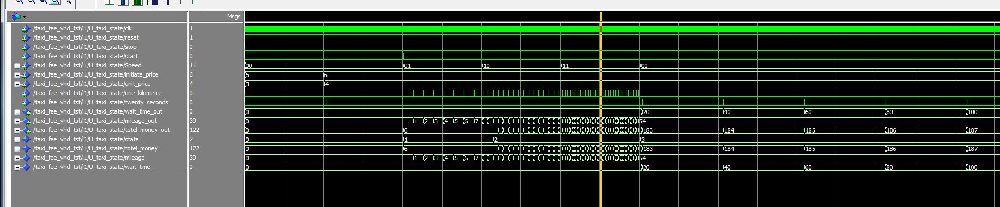 Msgs
/taxi_fee_vhd_tst/i1/U_taxi_state/clk 1
/taxi_fee_vhd_tst/i1/U_taxi_state/reset 1
/taxi_fee_vhd_tst/i1/U_taxi_state/stop 0
/taxi_fee_vhd_tst/i1/U_taxi_state/start 0
/taxi_fee_vhd_tst/i1/U_taxi_state/Speed 11 00 01 10 11 00
/taxi_fee_vhd_tst/i1/U_taxi_state/initiate_price 6 5 6
/taxi_fee_vhd_tst/i1/U_taxi_state/unit_price 4 3 4
/taxi_fee_vhd_tst/i1/U_taxi_state/one_kilometre 0
/taxi_fee_vhd_tst/i1/U_taxi_state/twenty_seconds 0
/taxi_fee_vhd_tst/i1/U_taxi_state/wait_time_out 0 0 20 40 60 80 100
/taxi_fee_vhd_tst/i1/U_taxi_state/mileage_out 39 0 1 2 3 4 5 6 7 54
/taxi_fee_vhd_tst/i1/U_taxi_state/totel_money_out 122 0 6 183 184 185 186 187
/taxi_fee_vhd_tst/i1/U_taxi_state/state 2 0 1 2 3
/taxi_fee_vhd_tst/i1/U_taxi_state/totel_money 122 0 6 183 184 185 186 187
/taxi_fee_vhd_tst/i1/U_taxi_state/mileage 39 0 1 2 3 4 5 6 7 54
/taxi_fee_vhd_tst/i1/U_taxi_state/wait_time 0 0 20 40 60 80 100